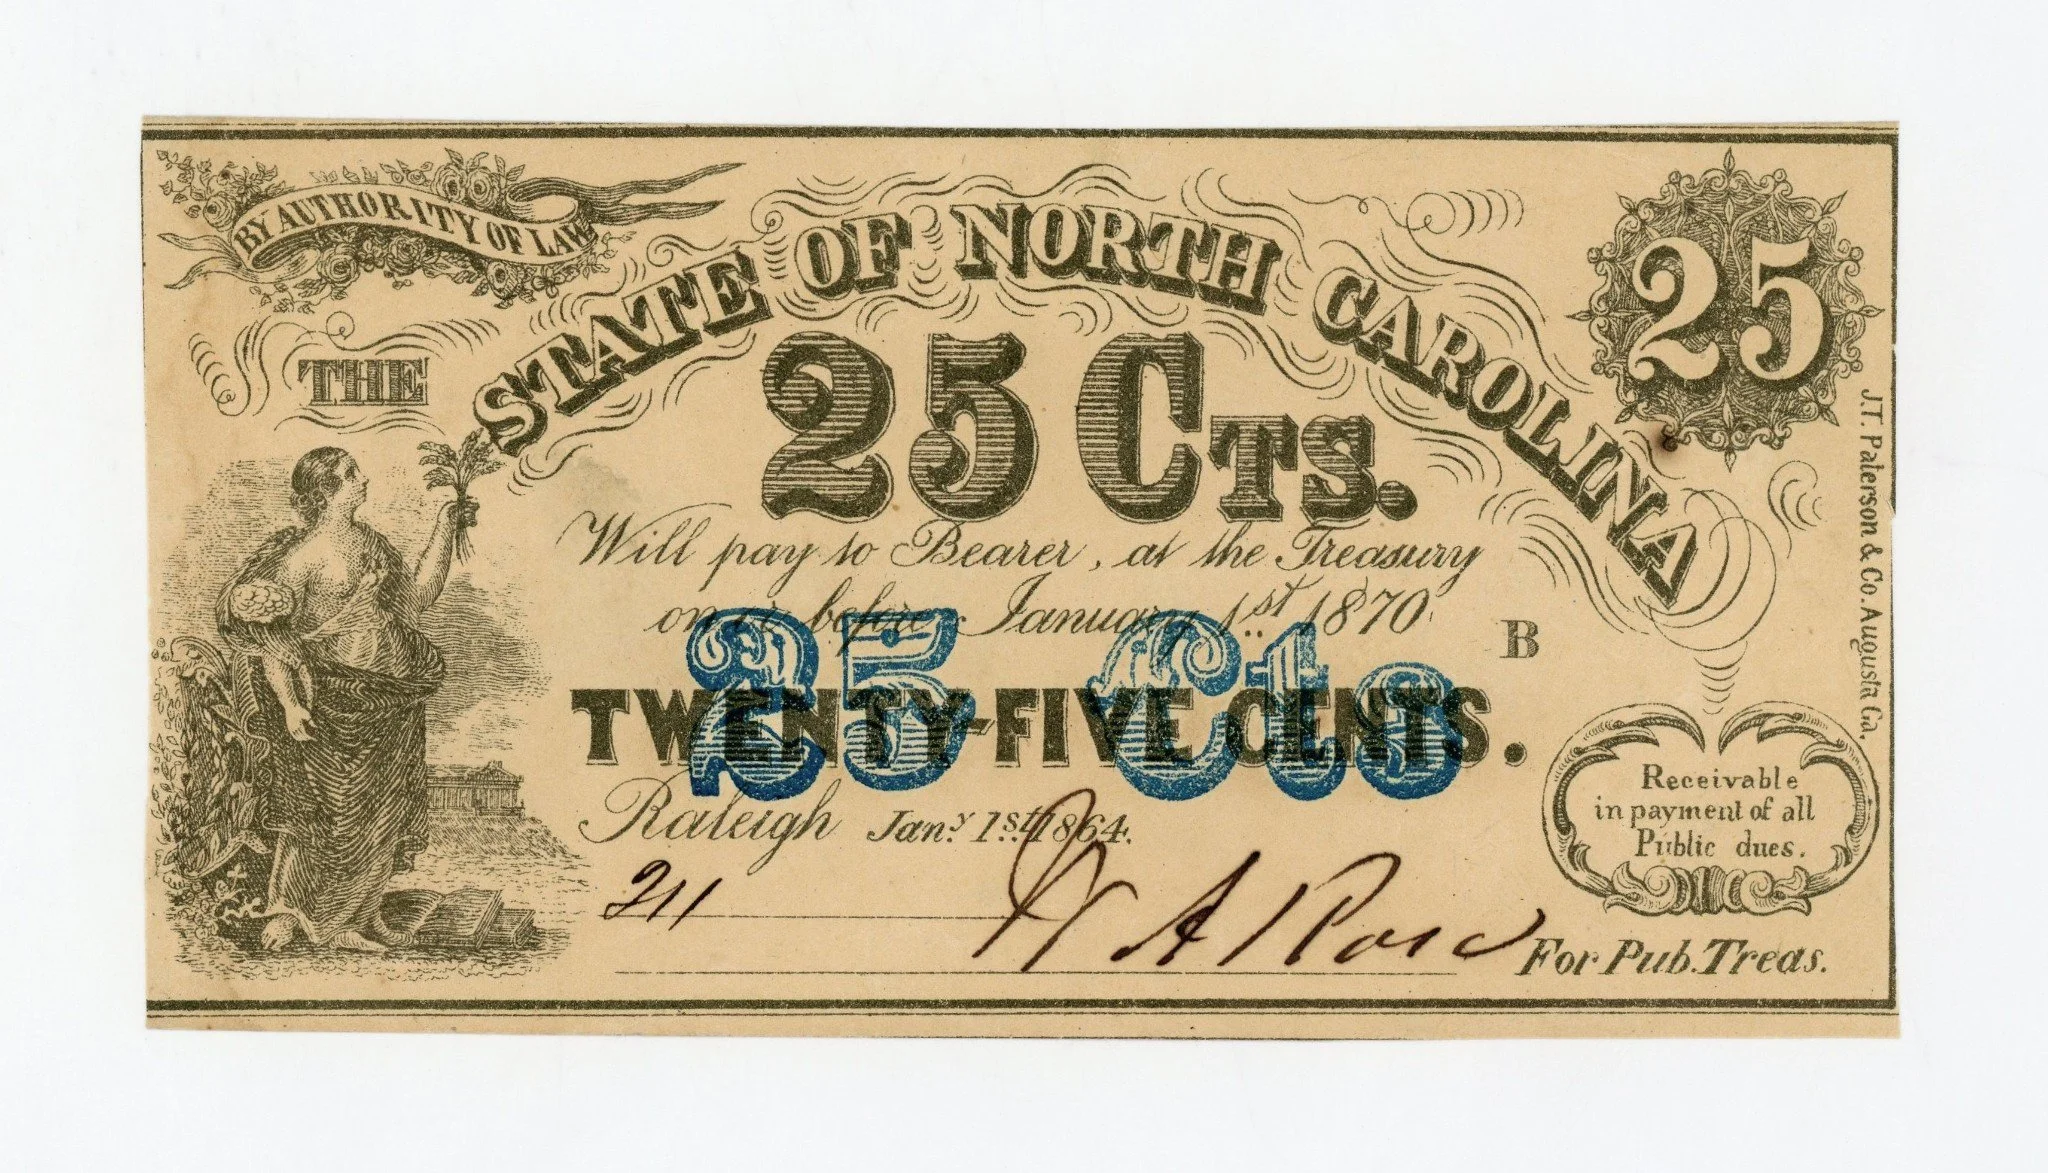 BY AUTHORITY OF LAW
THE
STATE OF NORTH CAROLINA
25
25 CTS.
Will pay to Bearer, at the Treasury
on or before January 1st 1870
25 Cts
B
TWENTY-FIVE CENTS.
Raleigh Jany. 1st. 1864.
211
For Pub. Treas.
Receivable
in payment of all
Public dues.
J.T. Paterson & Co. Augusta Ga.